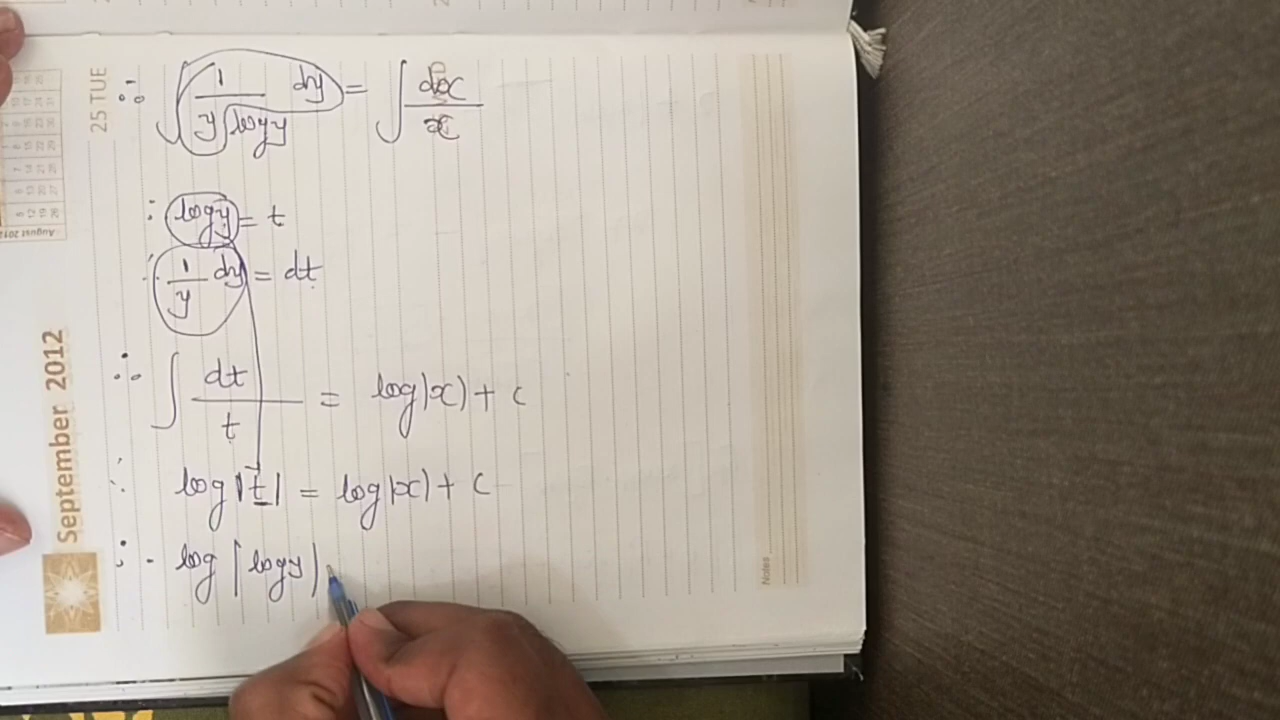 25 TUE
∴ ∫ 1/(y log y) dy = ∫ dx/x
∴ log y = t
∴ 1/y dy = dt
∴ ∫ dt/t = log|x| + c
∴ log|t| = log|x| + c
∴ log |log y|
September 2012
August 2012
Notes